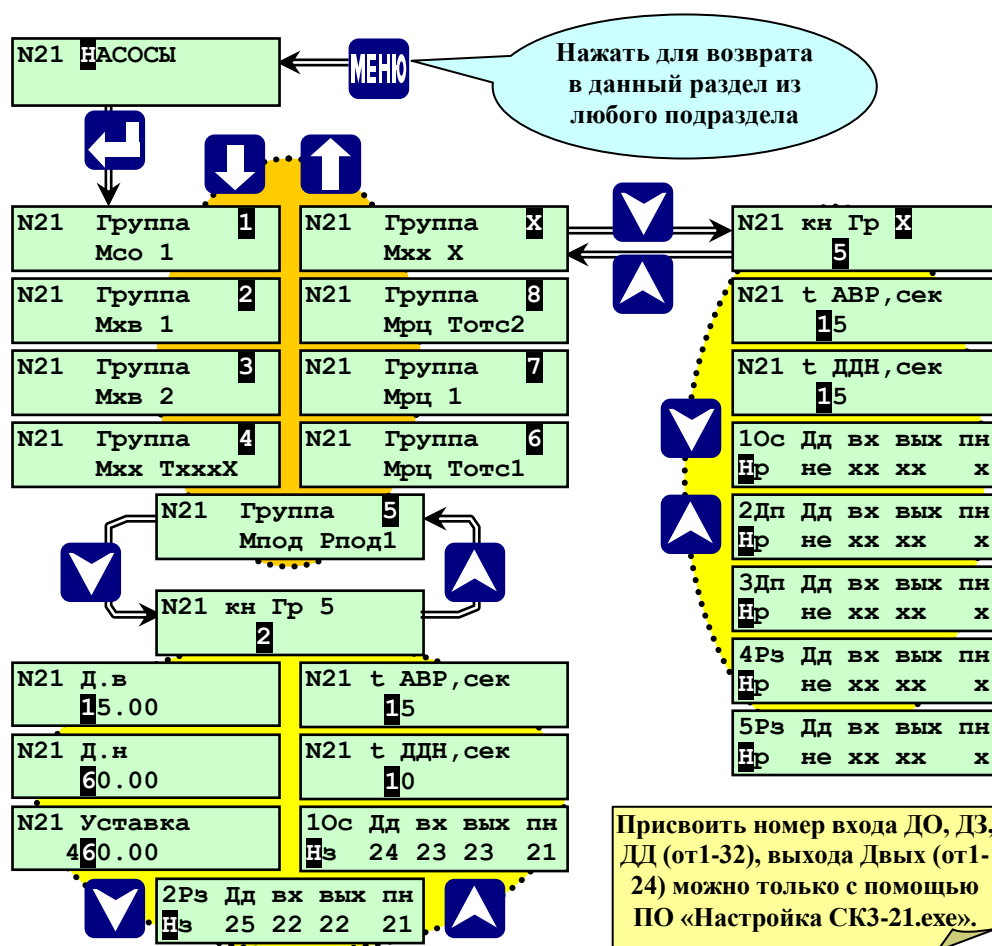 N21 НАСОСЫ
МЕНЮ
Нажать для возврата
в данный раздел из
любого подраздела
N21 Группа 1
Мсо 1
N21 Группа X
Мхх X
N21 кн Гр X
5
N21 Группа 2
Мхв 1
N21 Группа 8
Мрц Тотс2
N21 t АВР,сек
15
N21 Группа 3
Мхв 2
N21 Группа 7
Мрц 1
N21 t ДДН,сек
15
N21 Группа 4
Мхх ТхххХ
N21 Группа 6
Мрц Тотс1
1Ос Дд вх вых пн
Нр не хх хх х
N21 Группа 5
Мпод Рпод1
2Дп Дд вх вых пн
Нр не хх хх х
3Дп Дд вх вых пн
Нр не хх хх х
N21 кн Гр 5
2
4Рз Дд вх вых пн
Нр не хх хх х
5Рз Дд вх вых пн
Нр не хх хх х
N21 Д.в
15.00
N21 t АВР,сек
15
N21 Д.н
60.00
N21 t ДДН,сек
10
N21 Уставка
460.00
1Ос Дд вх вых пн
Нз 24 23 23 21
2Рз Дд вх вых пн
Нз 25 22 22 21
Присвоить номер входа ДО, ДЗ,
ДД (от1-32), выхода Двых (от1-
24) можно только с помощью
ПО «Настройка СК3-21.exe».